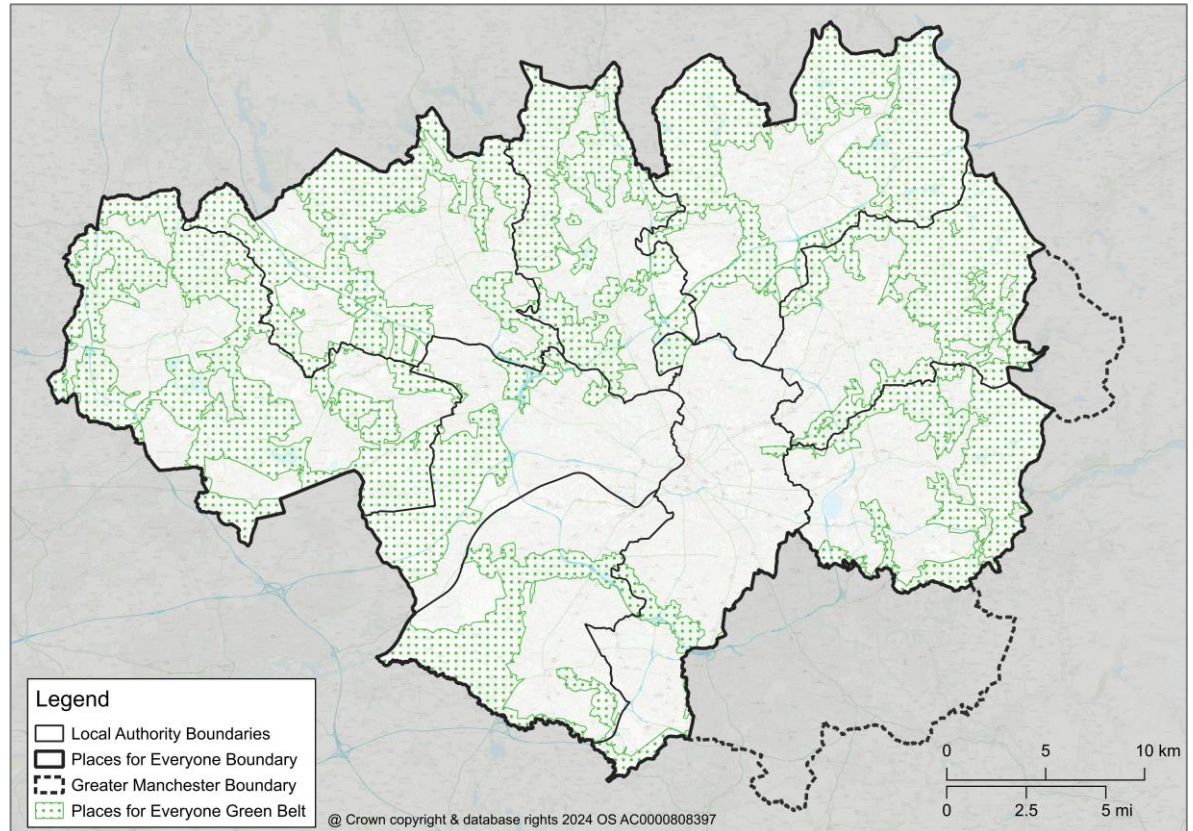 Legend
Local Authority Boundaries
Places for Everyone Boundary
Greater Manchester Boundary
Places for Everyone Green Belt
@ Crown copyright & database rights 2024 OS AC0000808397
0 5 10 km
0 2.5 5 mi